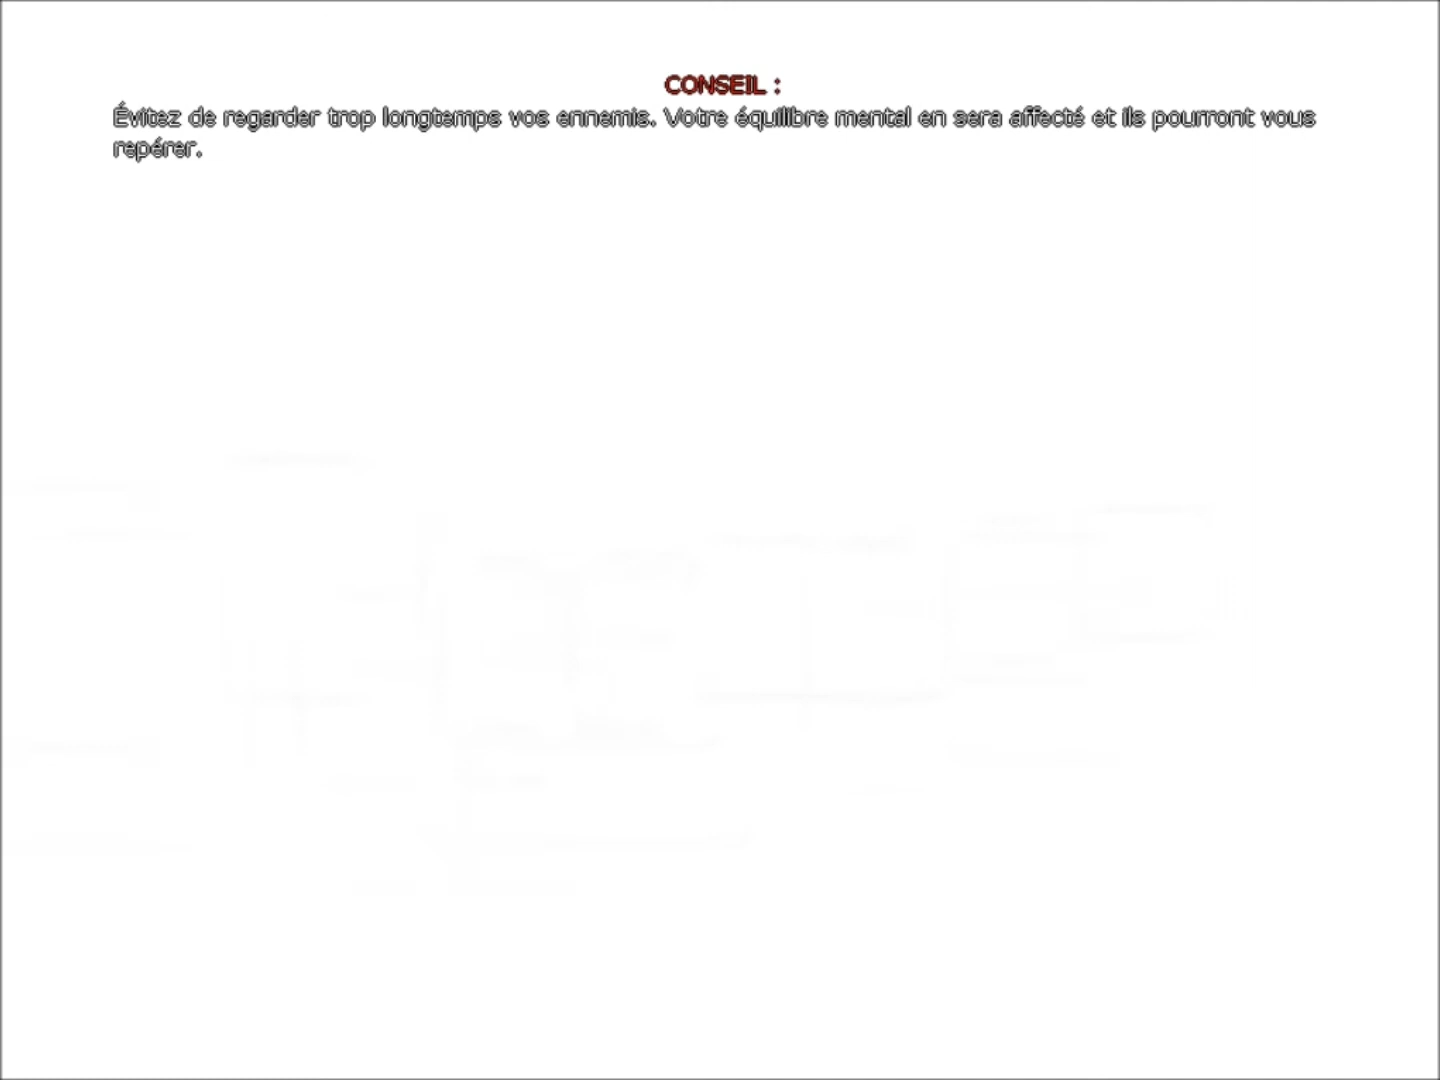 CONSEIL :
Évitez de regarder trop longtemps vos ennemis. Votre équilibre mental en sera affecté et ils pourront vous
repérer.